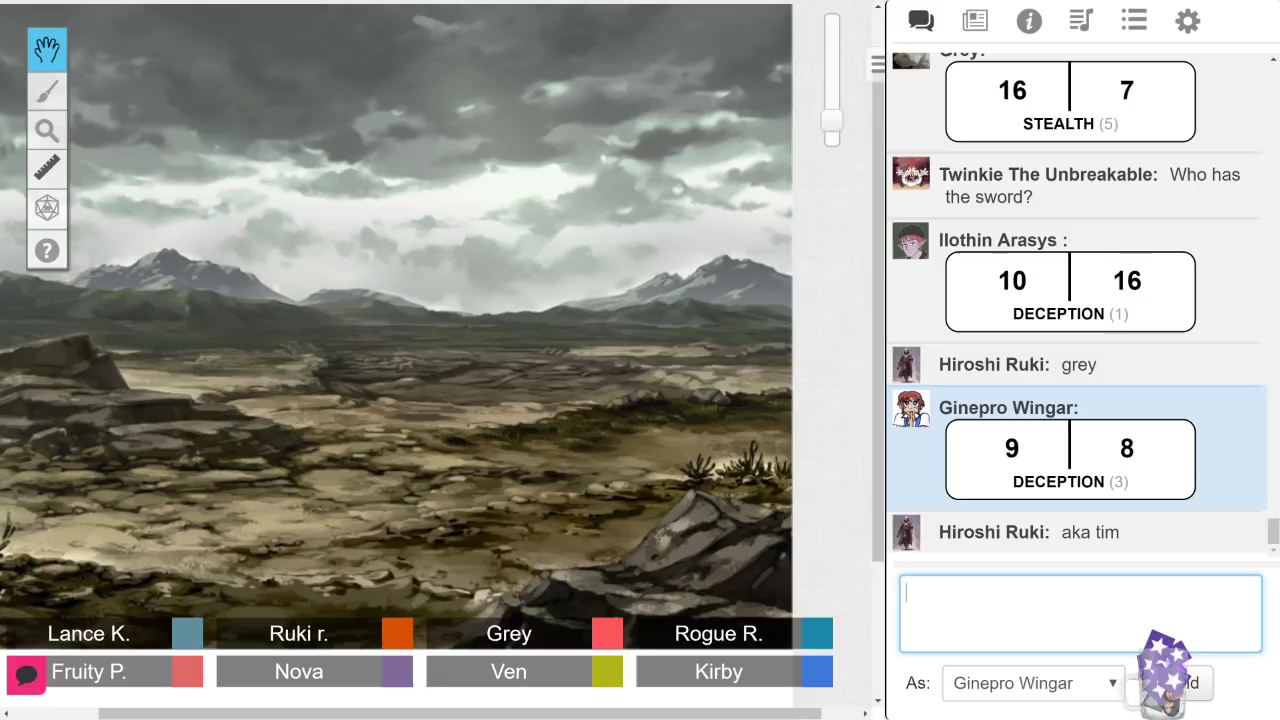 Grey:
16 7
STEALTH (5)
Twinkie The Unbreakable: Who has
the sword?
Ilothin Arasys :
10 16
DECEPTION (1)
Hiroshi Ruki: grey
Ginepro Wingar:
9 8
DECEPTION (3)
Hiroshi Ruki: aka tim
Lance K. Ruki r. Grey Rogue R.
Fruity P. Nova Ven Kirby
As: Ginepro Wingar